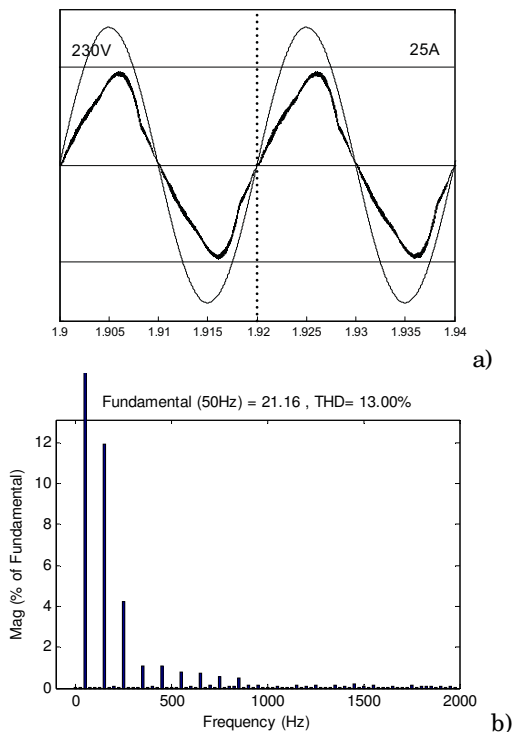 230V 25A
1.9 1.905 1.91 1.915 1.92 1.925 1.93 1.935 1.94
a)
Fundamental (50Hz) = 21.16 , THD= 13.00%
12
10
8
6
4
2
0
Mag (% of Fundamental)
0 500 1000 1500 2000
Frequency (Hz)
b)